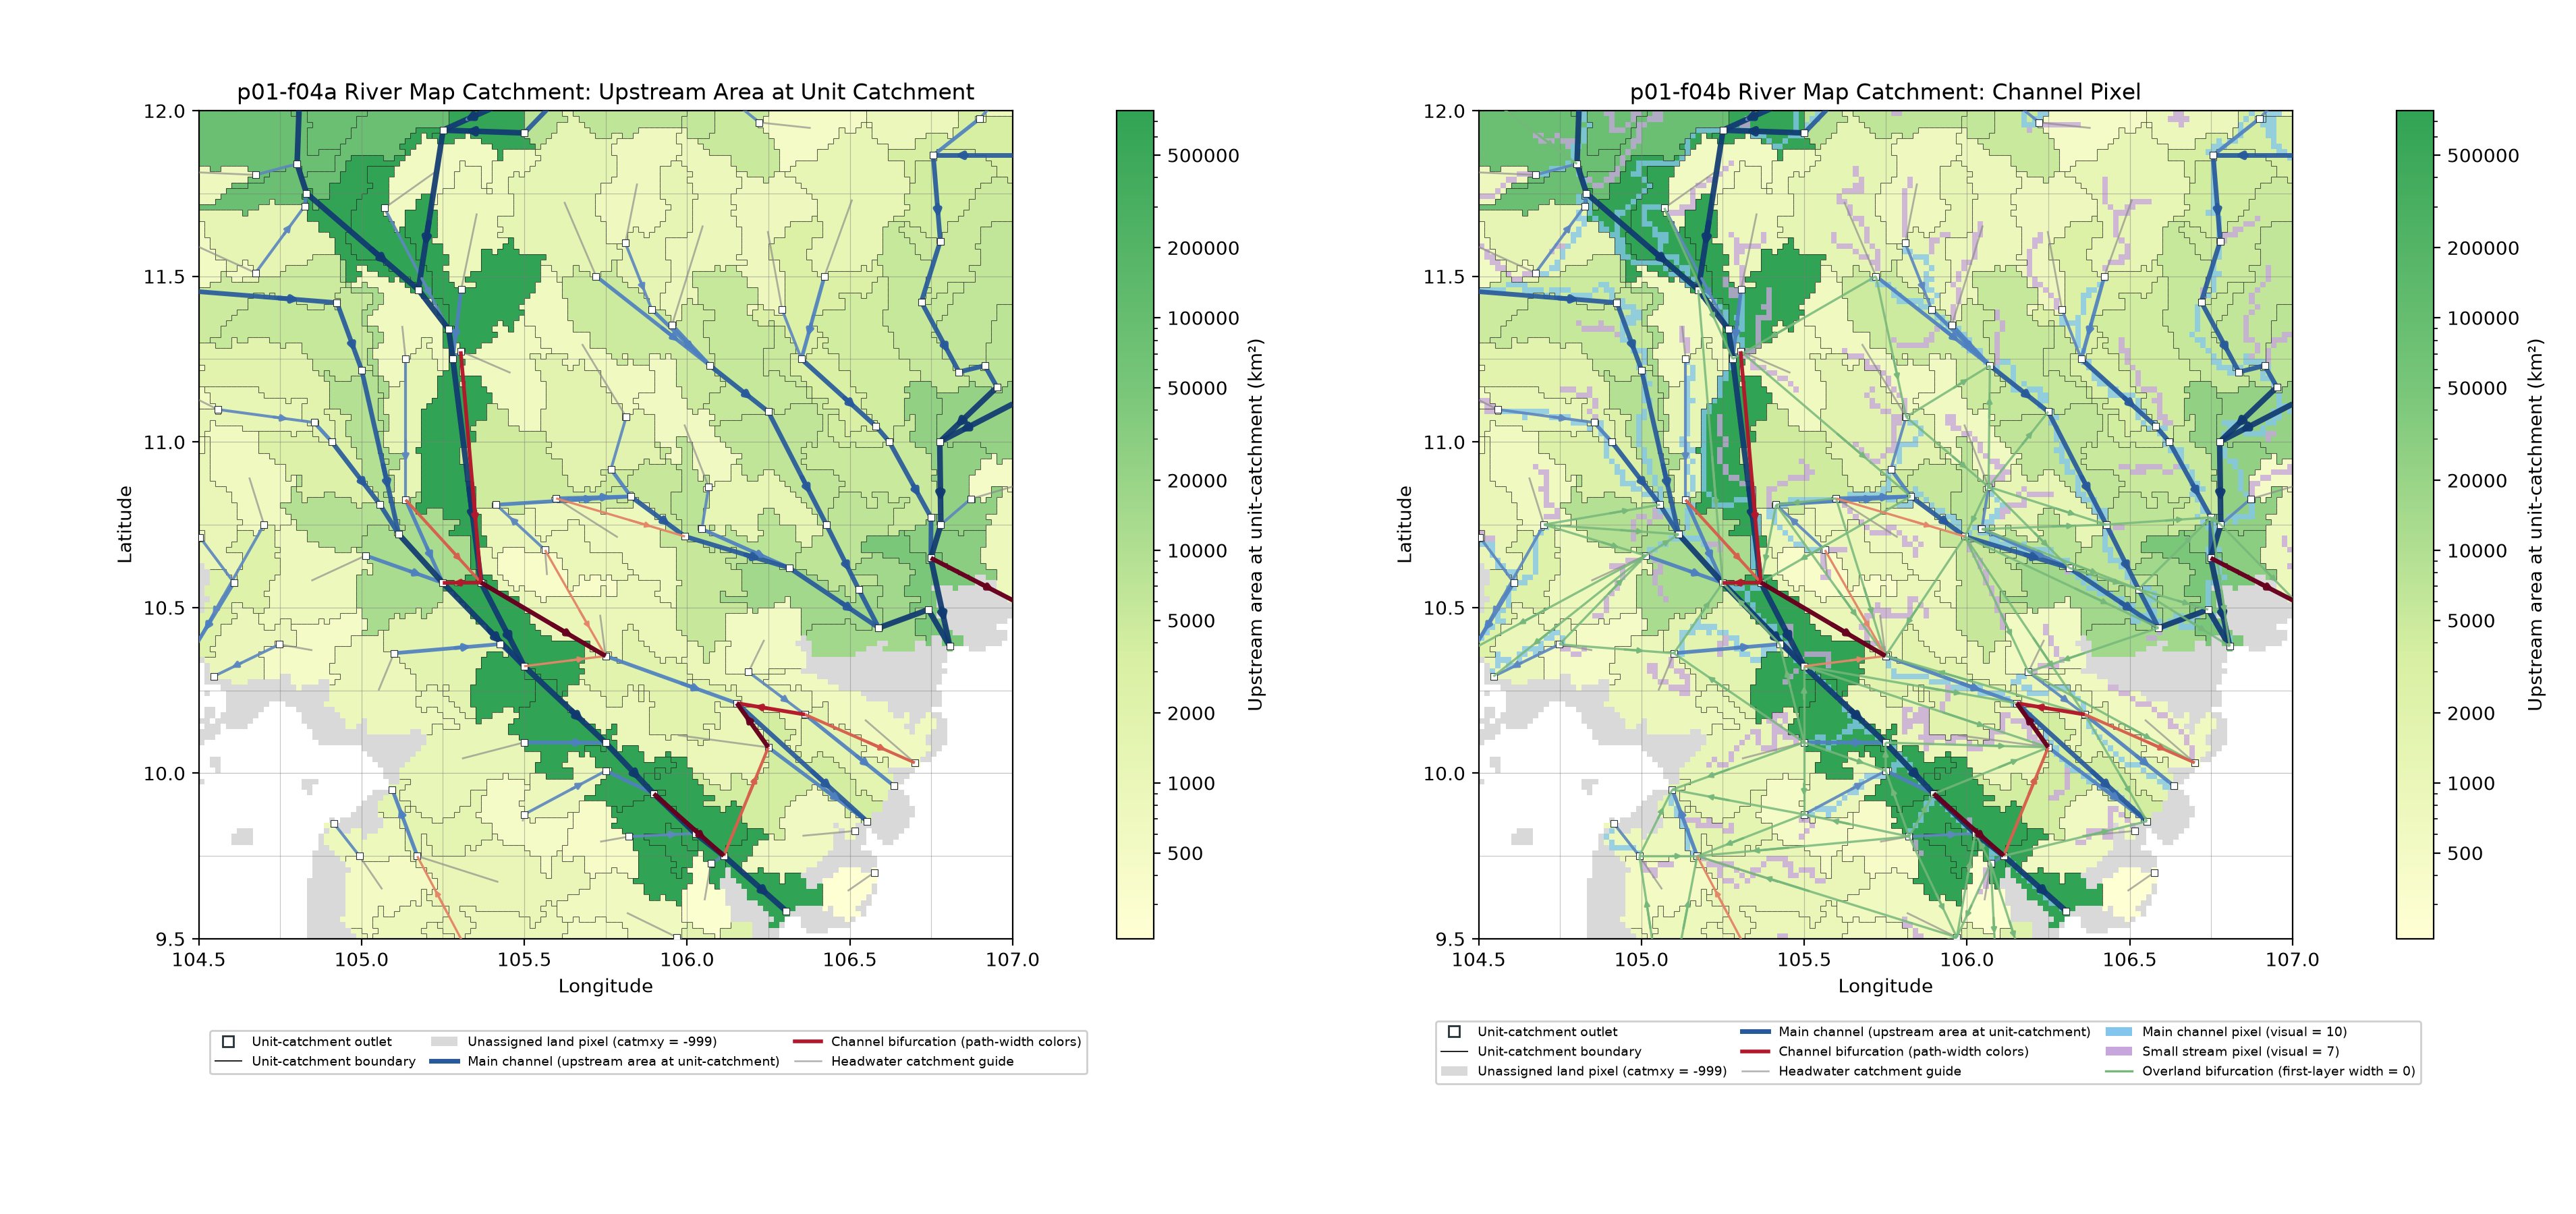 p01-f04a River Map Catchment: Upstream Area at Unit Catchment
12.0
11.5
11.0
10.5
10.0
9.5
Latitude
104.5 105.0 105.5 106.0 106.5 107.0
Longitude
500000
200000
100000
50000
20000
10000
5000
2000
1000
500
Upstream area at unit-catchment (km²)
Unit-catchment outlet
Unit-catchment boundary
Unassigned land pixel (catmxy = -999)
Main channel (upstream area at unit-catchment)
Channel bifurcation (path-width colors)
Headwater catchment guide
p01-f04b River Map Catchment: Channel Pixel
12.0
11.5
11.0
10.5
10.0
9.5
Latitude
104.5 105.0 105.5 106.0 106.5 107.0
Longitude
500000
200000
100000
50000
20000
10000
5000
2000
1000
500
Upstream area at unit-catchment (km²)
Unit-catchment outlet
Unit-catchment boundary
Unassigned land pixel (catmxy = -999)
Main channel (upstream area at unit-catchment)
Channel bifurcation (path-width colors)
Headwater catchment guide
Main channel pixel (visual = 10)
Small stream pixel (visual = 7)
Overland bifurcation (first-layer width = 0)